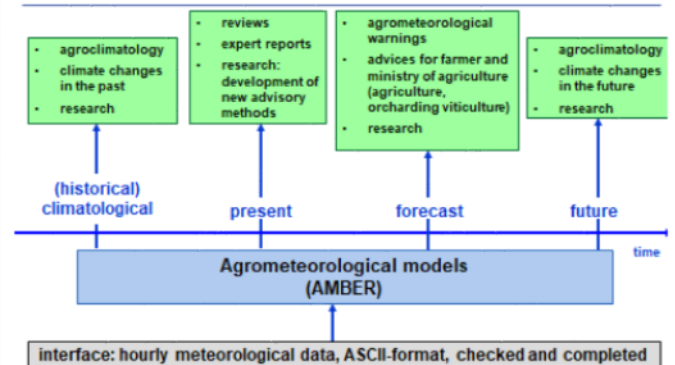 agroclimatology
climate changes
in the past
research
reviews
expert reports
research:
development of
new advisory
methods
agrometeorological
warnings
advices for farmer and
ministry of agriculture
(agriculture,
orcharding viticulture)
research
agroclimatology
climate changes
in the future
research
(historical)
climatological
present
forecast
future
time
Agrometeorological models
(AMBER)
interface: hourly meteorological data, ASCII-format, checked and completed